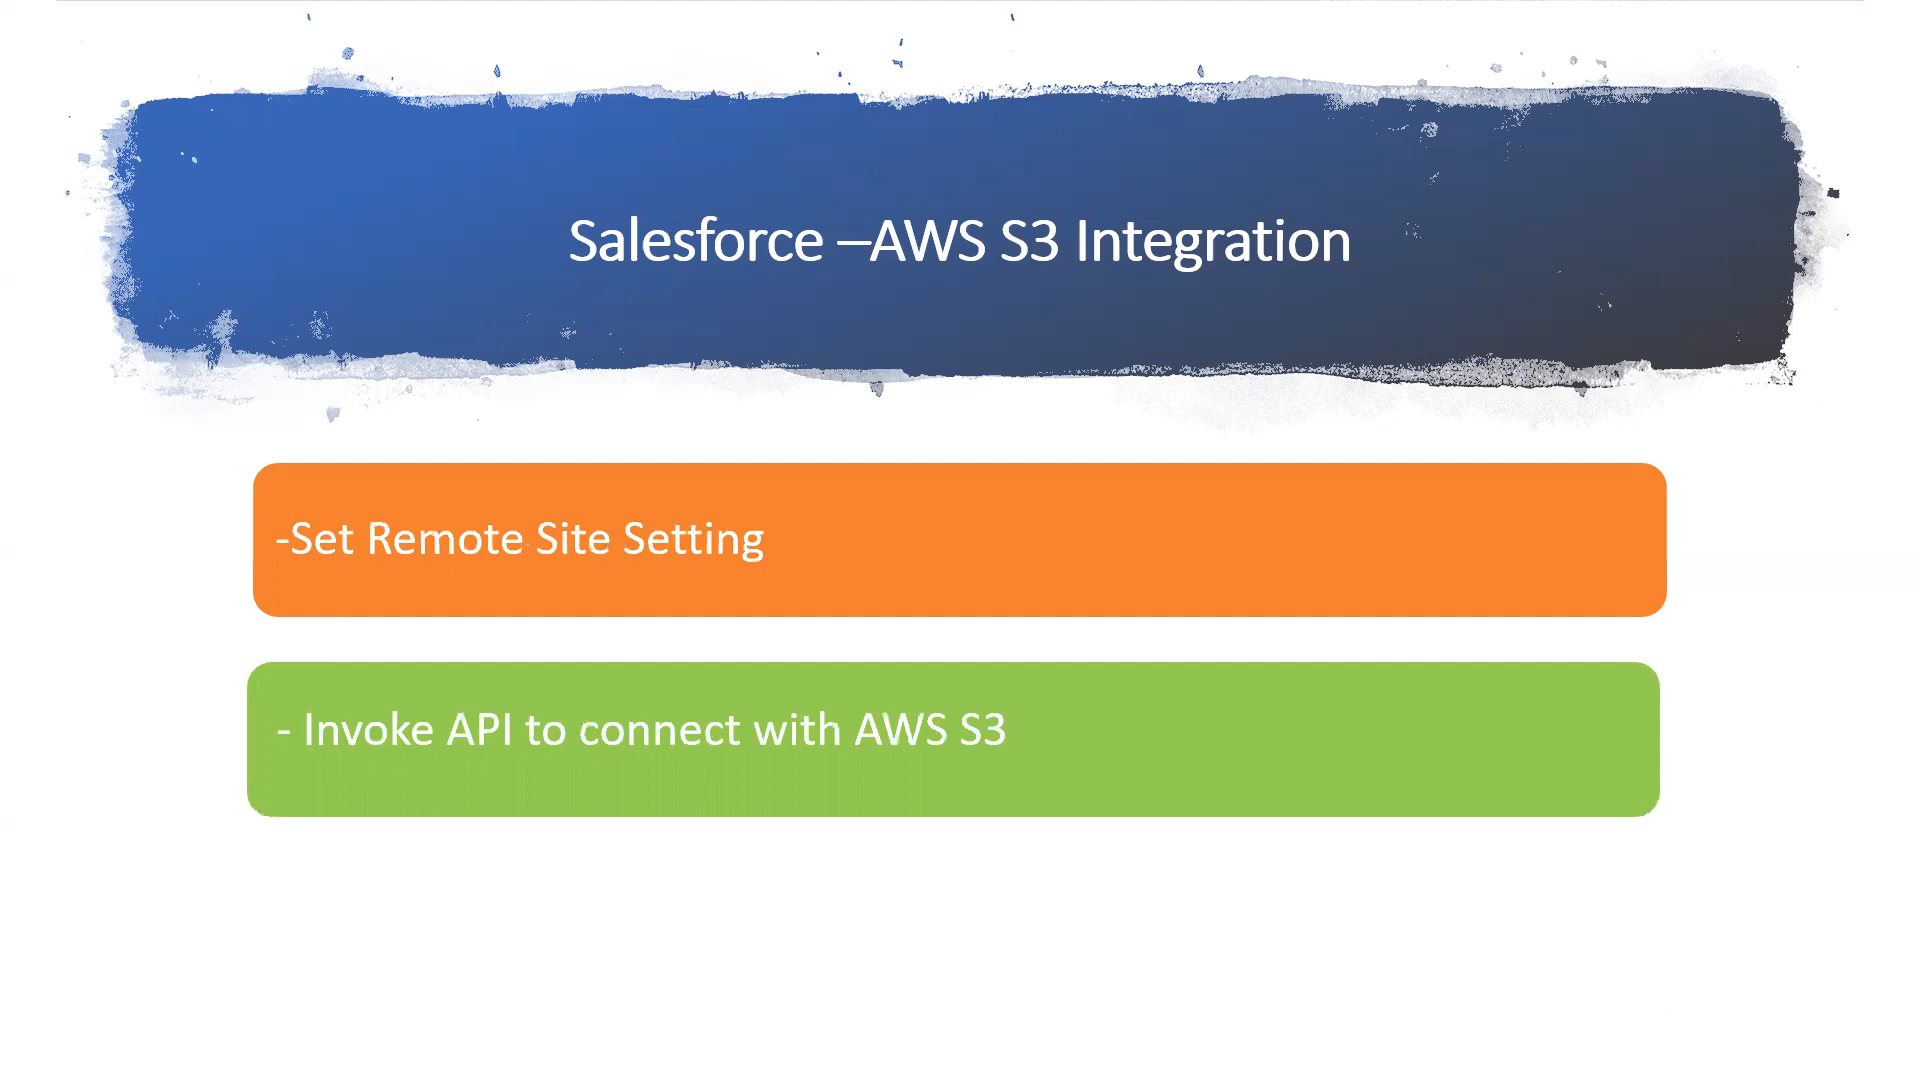 Salesforce –AWS S3 Integration
-Set Remote Site Setting
- Invoke API to connect with AWS S3